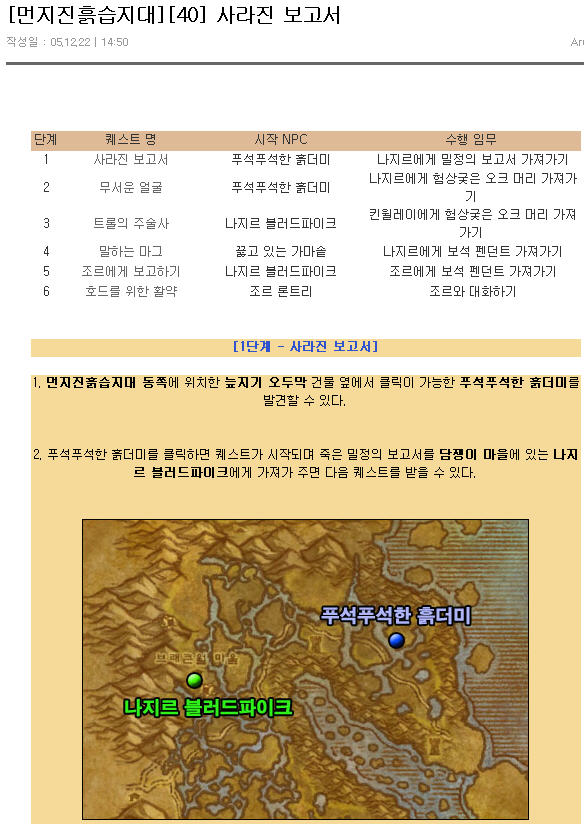 [먼지진흙습지대][40] 사라진 보고서
작성일 : 05.12.22 | 14:50
단계 퀘스트 명 시작 NPC 수행 임무
1 사라진 보고서 푸석푸석한 흙더미 나지르에게 밀정의 보고서 가져가기
2 무서운 얼굴 푸석푸석한 흙더미 나지르에게 험상궂은 오크 머리 가져가
기
3 트롤의 주술사 나지르 블러드파이크 킨윌레이에게 험상궂은 오크 머리 가져
가기
4 말하는 마그 끓고 있는 가마솥 나지르에게 보석 펜던트 가져가기
5 조르에게 보고하기 나지르 블러드파이크 조르에게 보석 펜던트 가져가기
6 호드를 위한 활약 조르 론트리 조르와 대화하기
[1단계 - 사라진 보고서]
1. 먼지진흙습지대 동쪽에 위치한 늪지기 오두막 건물 옆에서 클릭이 가능한 푸석푸석한 흙더미를
발견할 수 있다.
2. 푸석푸석한 흙더미를 클릭하면 퀘스트가 시작되며 죽은 밀정의 보고서를 담쟁이 마을에 있는 나지
르 블러드파이크에게 가져가 주면 다음 퀘스트를 받을 수 있다.
푸석푸석한 흙더미
나지르 블러드파이크